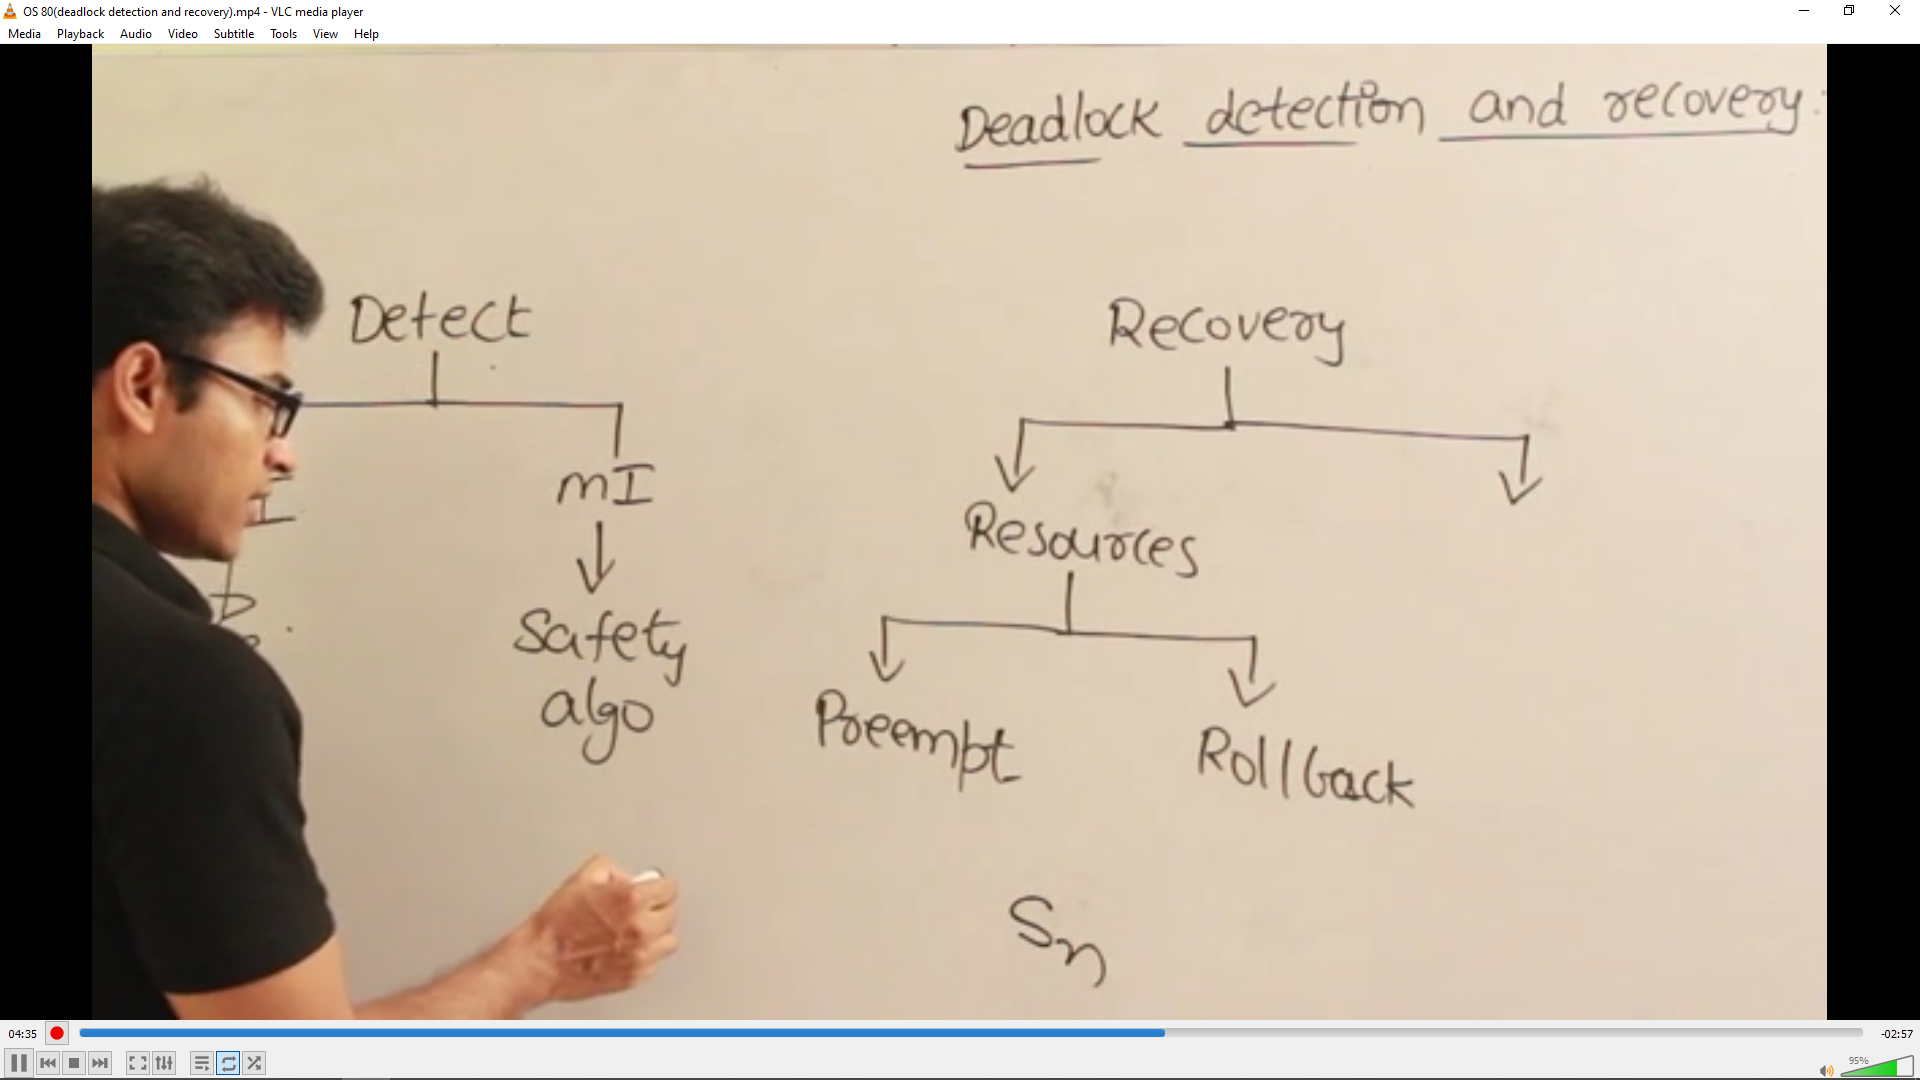 OS 80(deadlock detection and recovery).mp4 - VLC media player
Media Playback Audio Video Subtitle Tools View Help
Deadlock detection and recovery:
Detect
Recovery
I
mI
Resources
Safety
algo
Preempt
Rollback
Sn
04:35
-02:57
95%